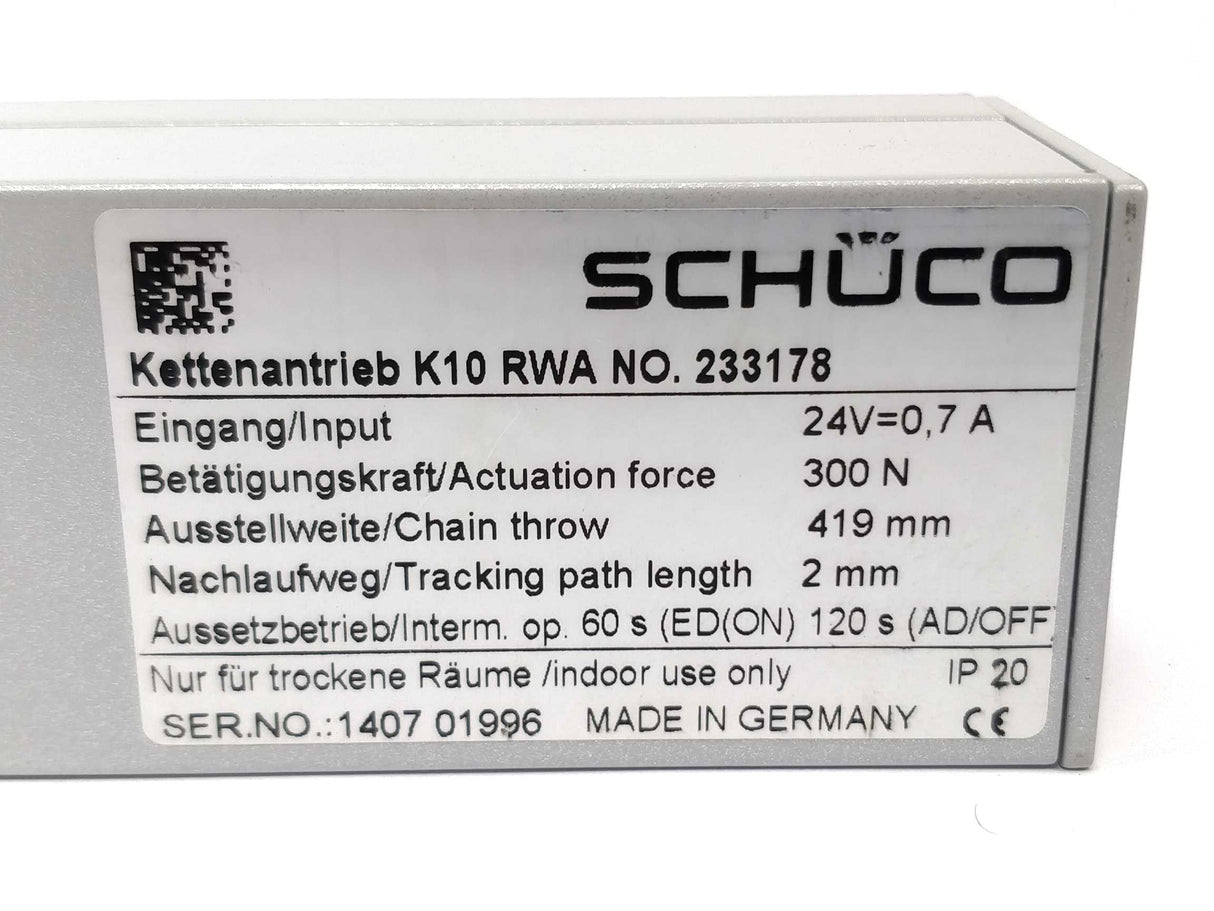 SCHÜCO
Kettenantrieb K10 RWA NO. 233178
Eingang/Input 24V=0,7 A
Betätigungskraft/Actuation force 300 N
Ausstellweite/Chain throw 419 mm
Nachlaufweg/Tracking path length 2 mm
Aussetzbetrieb/Interm. op. 60 s (ED(ON) 120 s (AD/OFF)
Nur für trockene Räume /indoor use only IP 20
SER.NO.:1407 01996 MADE IN GERMANY CE